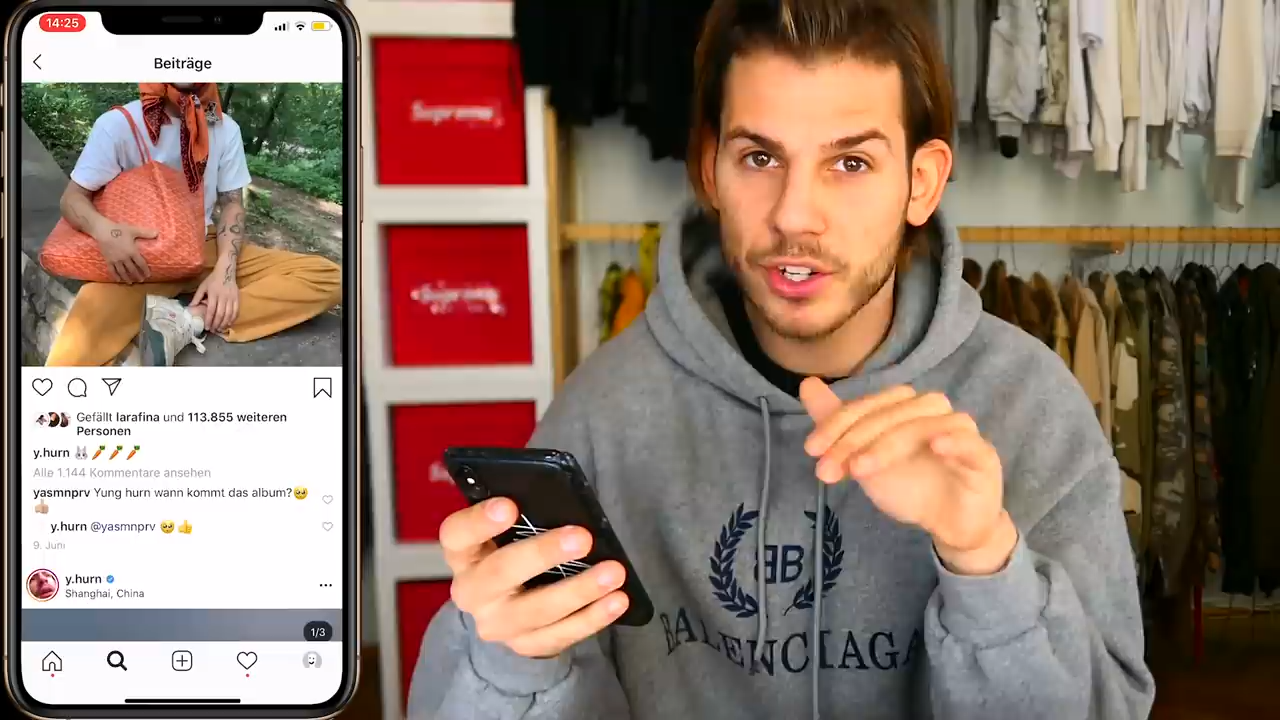 14:25
Beiträge
Gefällt larafina und 113.855 weiteren
Personen
y.hurn 🐰🥕🥕🥕
Alle 1.144 Kommentare ansehen
yasmnprv Yung hurn wann kommt das album?🥺
👍🏼
y.hurn @yasmnprv 🥺👍
9. Juni
y.hurn
Shanghai, China
1/3
Supreme
Supreme
BB
BALENCIAGA